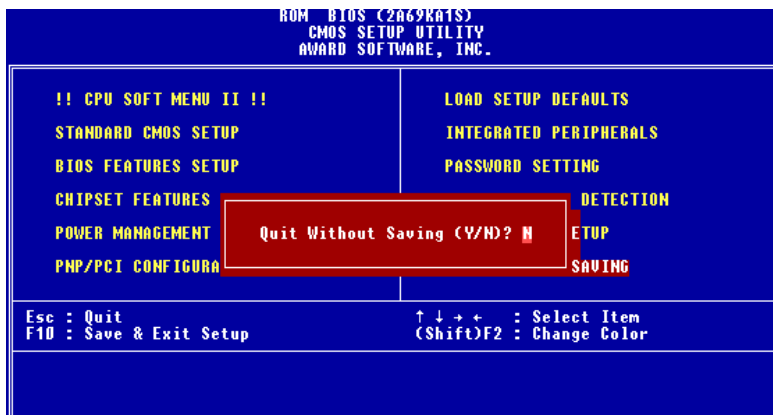 ROM BIOS (2A69KA1S)
CMOS SETUP UTILITY
AWARD SOFTWARE, INC.
!! CPU SOFT MENU II !!
STANDARD CMOS SETUP
BIOS FEATURES SETUP
CHIPSET FEATURES
POWER MANAGEMENT
PNP/PCI CONFIGURA
LOAD SETUP DEFAULTS
INTEGRATED PERIPHERALS
PASSWORD SETTING
DETECTION
ETUP
SAVING
Quit Without Saving (Y/N)? N
Esc : Quit
F10 : Save & Exit Setup
↑ ↓ → ← : Select Item
(Shift)F2 : Change Color